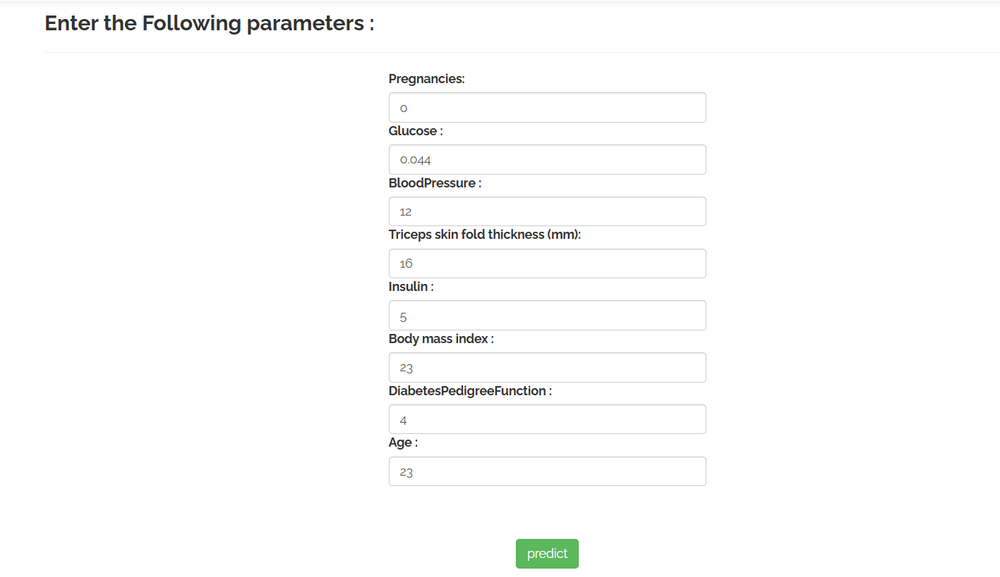 Enter the Following parameters :
Pregnancies:
0
Glucose :
0.044
BloodPressure :
12
Triceps skin fold thickness (mm):
16
Insulin :
5
Body mass index :
23
DiabetesPedigreeFunction :
4
Age :
23
predict